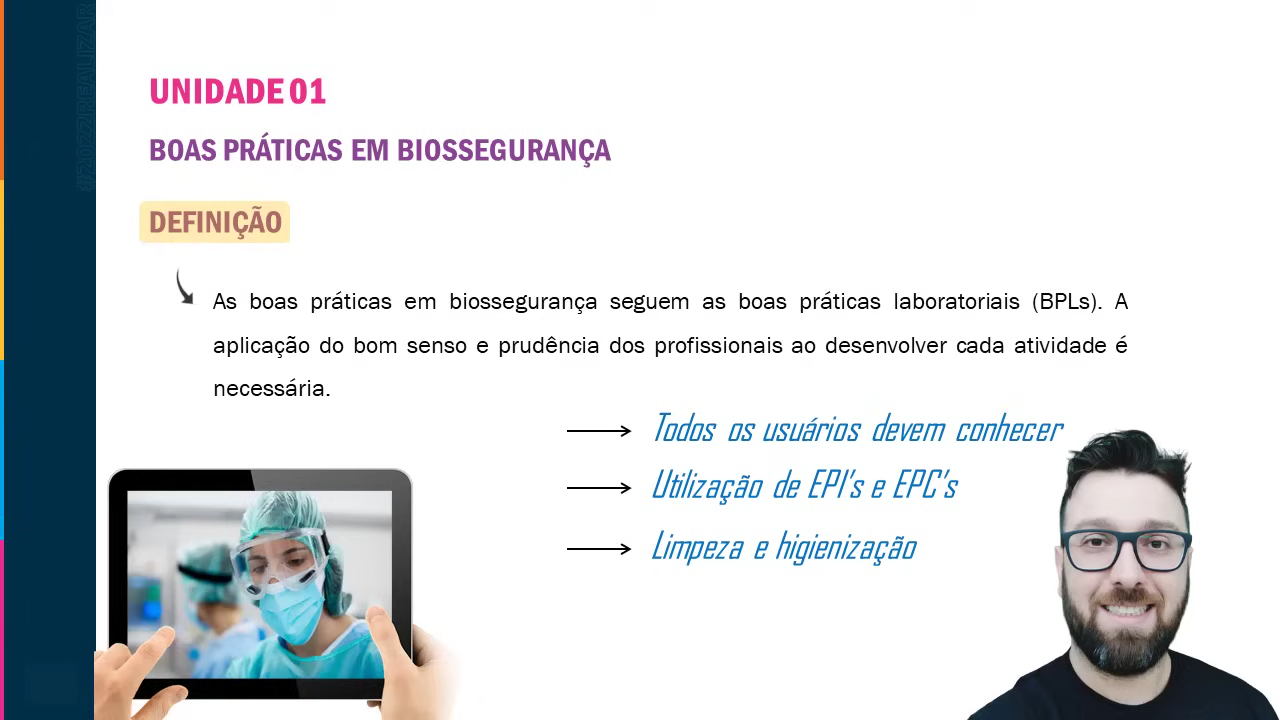 #2022REALIZAR
UNIDADE 01
BOAS PRÁTICAS EM BIOSSEGURANÇA
DEFINIÇÃO
As boas práticas em biossegurança seguem as boas práticas laboratoriais (BPLs). A
aplicação do bom senso e prudência dos profissionais ao desenvolver cada atividade é
necessária.
Todos os usuários devem conhecer
Utilização de EPI's e EPC's
Limpeza e higienização